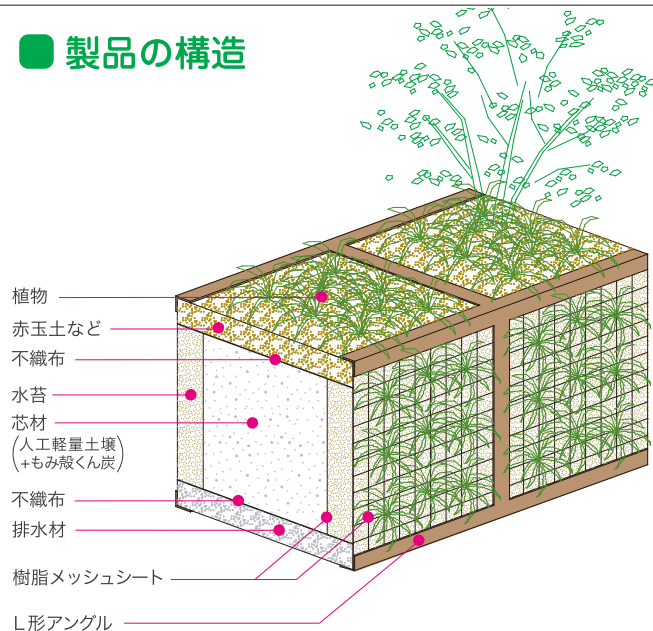 製品の構造
植物
赤玉土など
不織布
水苔
芯材
(人工軽量土壌
+もみ殻くん炭)
不織布
排水材
樹脂メッシュシート
L形アングル